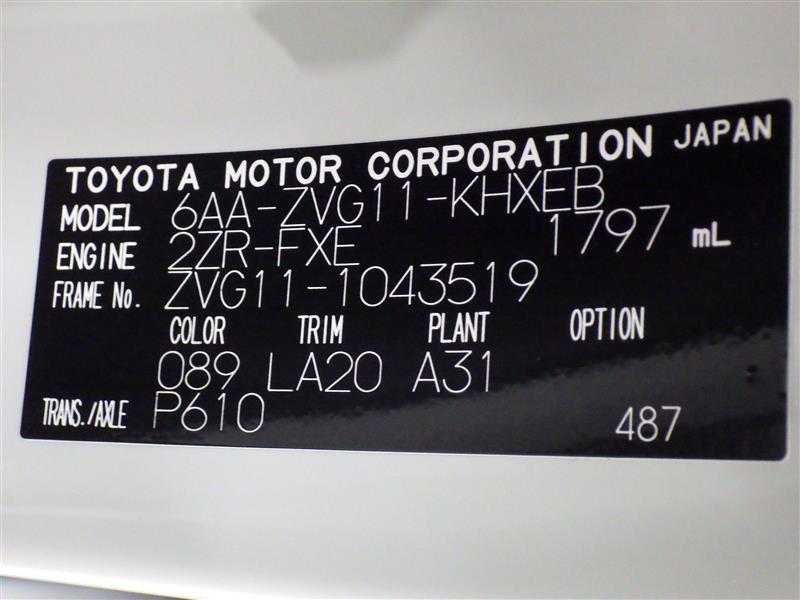 TOYOTA MOTOR CORPORATION JAPAN
MODEL 6AA-ZVG11-KHXEB
ENGINE 2ZR-FXE 1797 mL
FRAME No. ZVG11-1043519
COLOR TRIM PLANT OPTION
089 LA20 A31
TRANS./AXLE P610 487